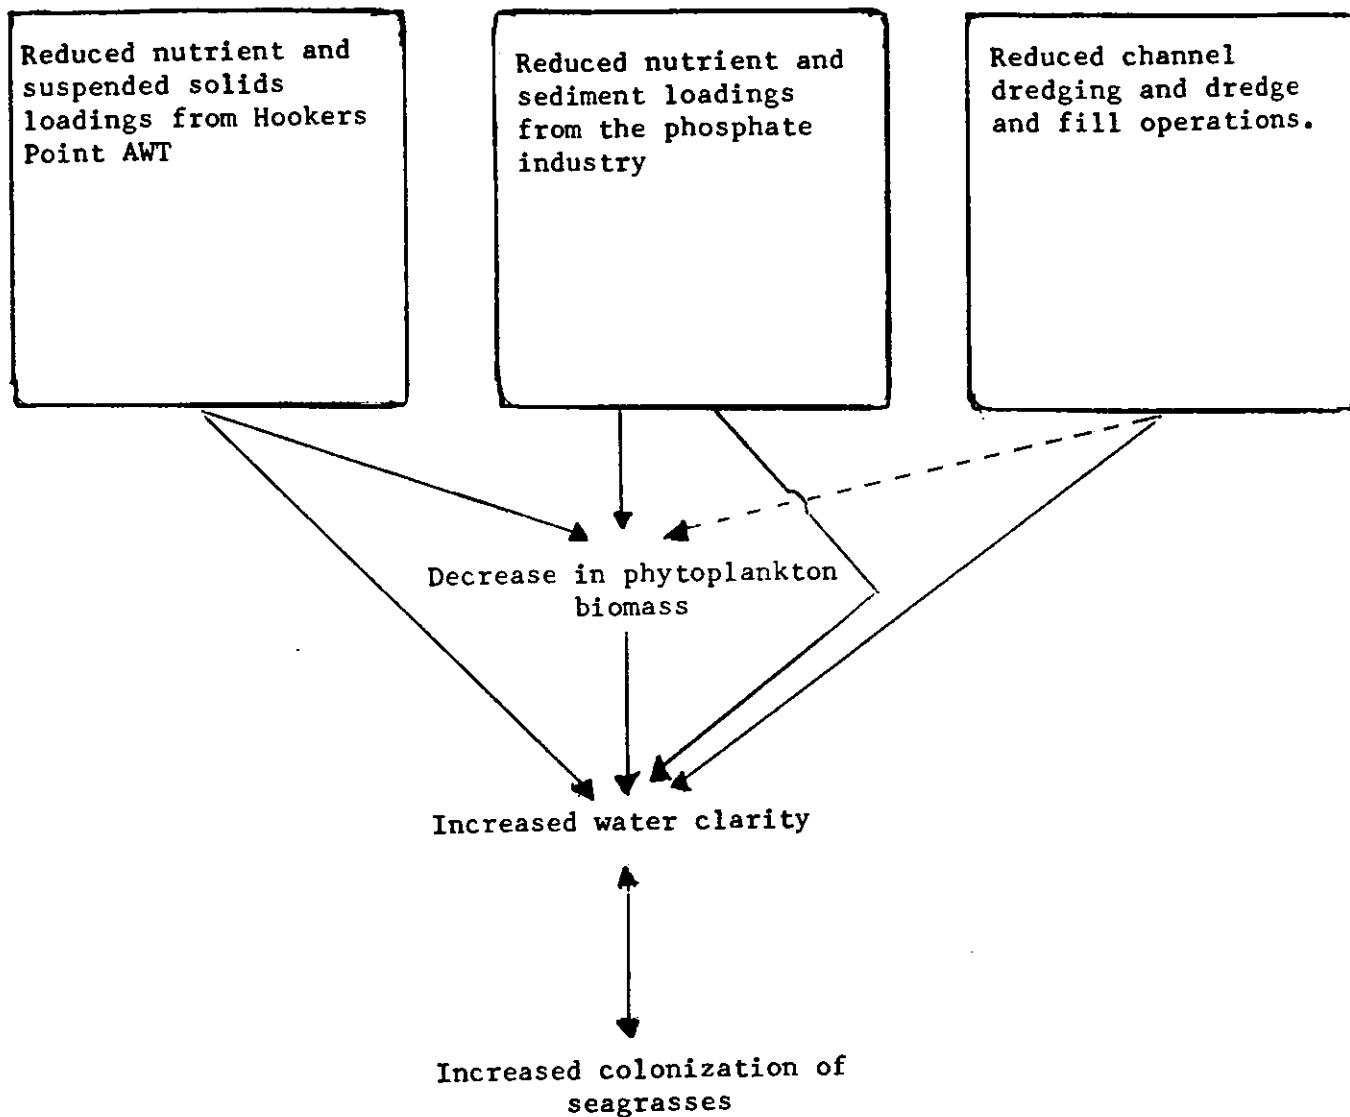 Reduced nutrient and
suspended solids
loadings from Hookers
Point AWT
Reduced nutrient and
sediment loadings
from the phosphate
industry
Reduced channel
dredging and dredge
and fill operations.
Decrease in phytoplankton
biomass
Increased water clarity
Increased colonization of
seagrasses